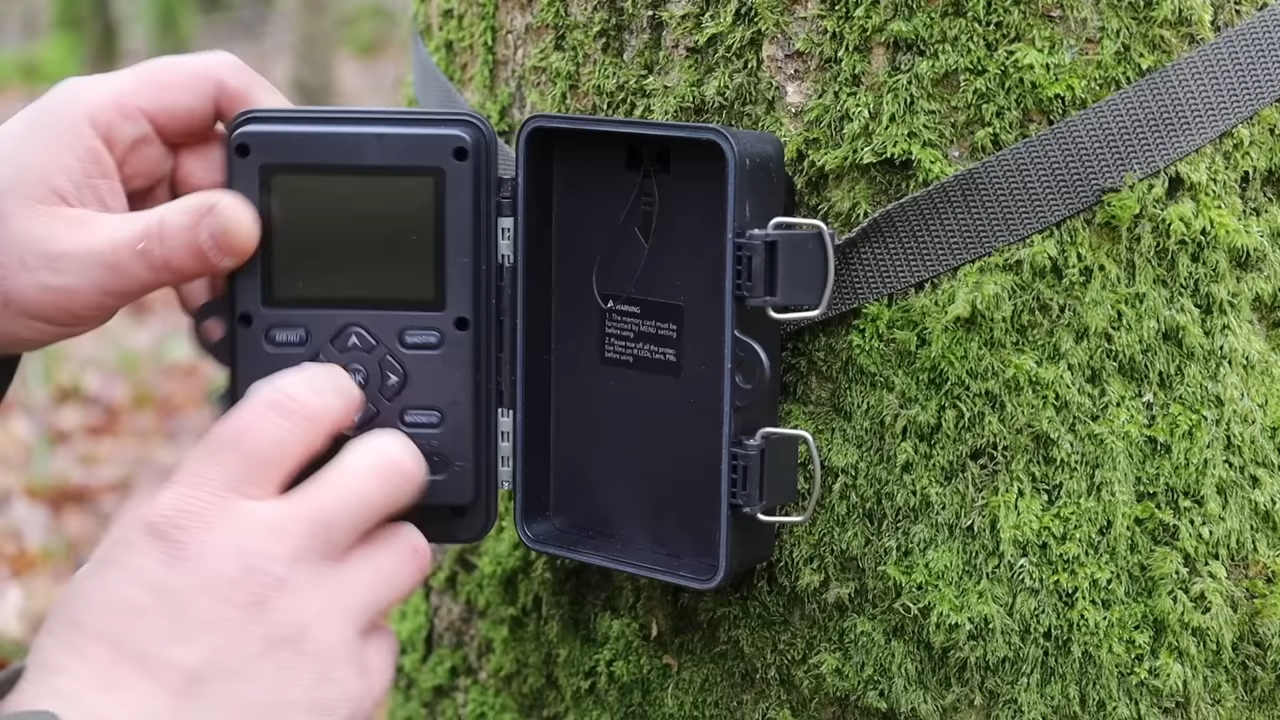 MENU
OK
WARNING
1. The memory card must be
formatted by MENU setting
before using.
2. Please tear off all the protec-
tive films on IR LEDs, Lens, PIRs
before using.